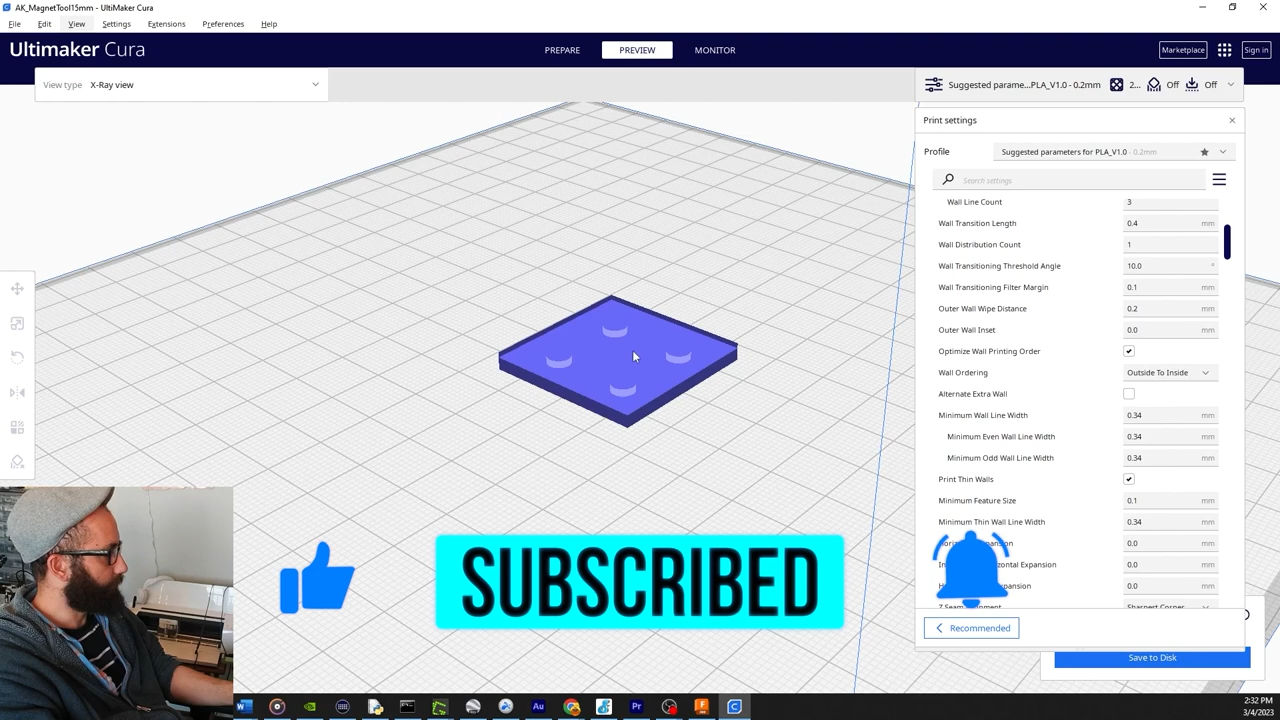 AK_MagnetTool15mm - UltiMaker Cura
File Edit View Settings Extensions Preferences Help
Ultimaker Cura
PREPARE PREVIEW MONITOR
Marketplace
Sign in
View type X-Ray view
Suggested parame...PLA_V1.0 - 0.2mm 2... Off Off
Print settings
Profile Suggested parameters for PLA_V1.0 - 0.2mm
Search settings
Wall Line Count 3
Wall Transition Length 0.4 mm
Wall Distribution Count 1
Wall Transitioning Threshold Angle 10.0 °
Wall Transitioning Filter Margin 0.1 mm
Outer Wall Wipe Distance 0.2 mm
Outer Wall Inset 0.0 mm
Optimize Wall Printing Order
Wall Ordering Outside To Inside
Alternate Extra Wall
Minimum Wall Line Width 0.34 mm
Minimum Even Wall Line Width 0.34 mm
Minimum Odd Wall Line Width 0.34 mm
Print Thin Walls
Minimum Feature Size 0.1 mm
Minimum Thin Wall Line Width 0.34 mm
0.0 mm
0.0 mm
0.0 mm
Sharpest Corner
Recommended
Save to Disk
SUBSCRIBED
Au Pr
2:32 PM
3/4/2023